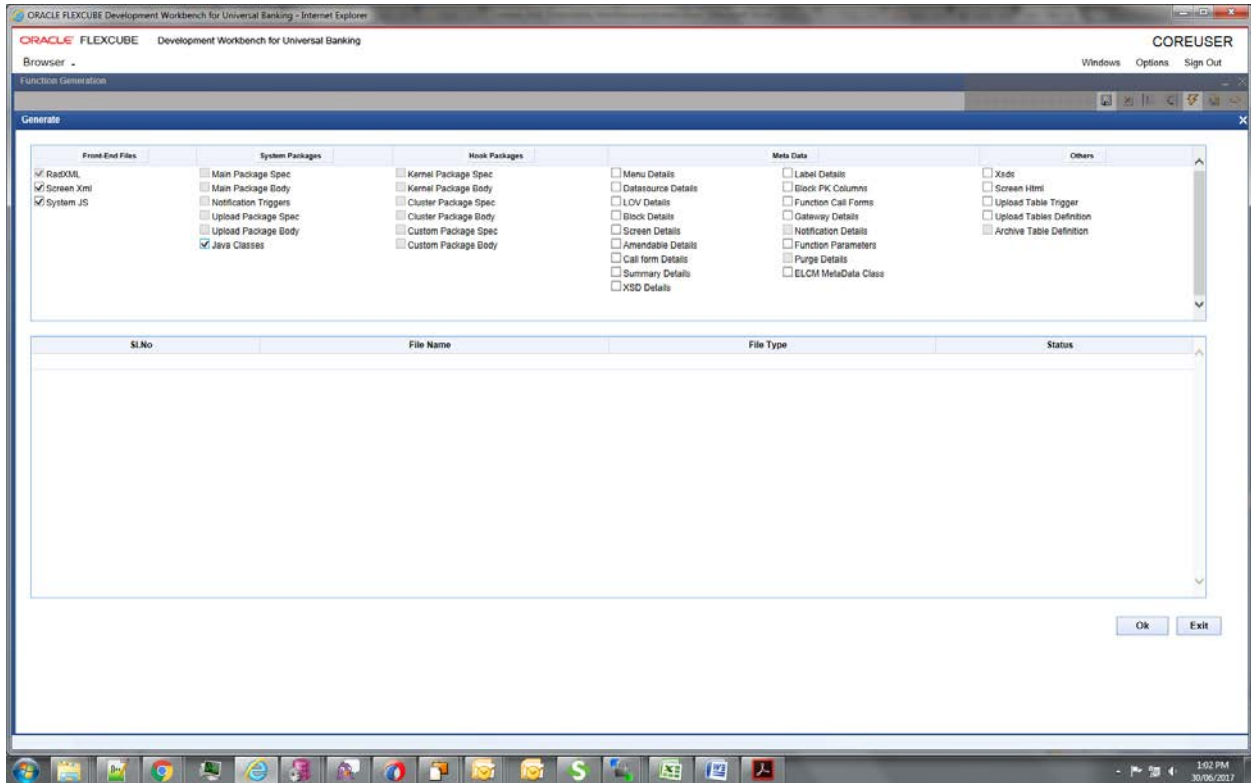 ORACLE FLEXCUBE Development Workbench for Universal Banking - Internet Explorer
ORACLE FLEXCUBE Development Workbench for Universal Banking COREUSER
Browser Windows Options Sign Out
Function Generation
Generate
Front-End Files System Packages Hook Packages Meta Data Others
RadXML Main Package Spec Kernel Package Spec Menu Details Label Details Xsds
Screen Xml Main Package Body Kernel Package Body Datasource Details Block PK Columns Screen Html
System JS Notification Triggers Cluster Package Spec LOV Details Function Call Forms Upload Table Trigger
Upload Package Spec Cluster Package Body Block Details Gateway Details Upload Tables Definition
Upload Package Body Custom Package Spec Screen Details Notification Details Archive Table Definition
Java Classes Custom Package Body Amendable Details Function Parameters
Call form Details Purge Details
Summary Details ELCM MetaData Class
XSD Details
Sl.No File Name File Type Status
Ok Exit
1:02 PM
30/06/2017